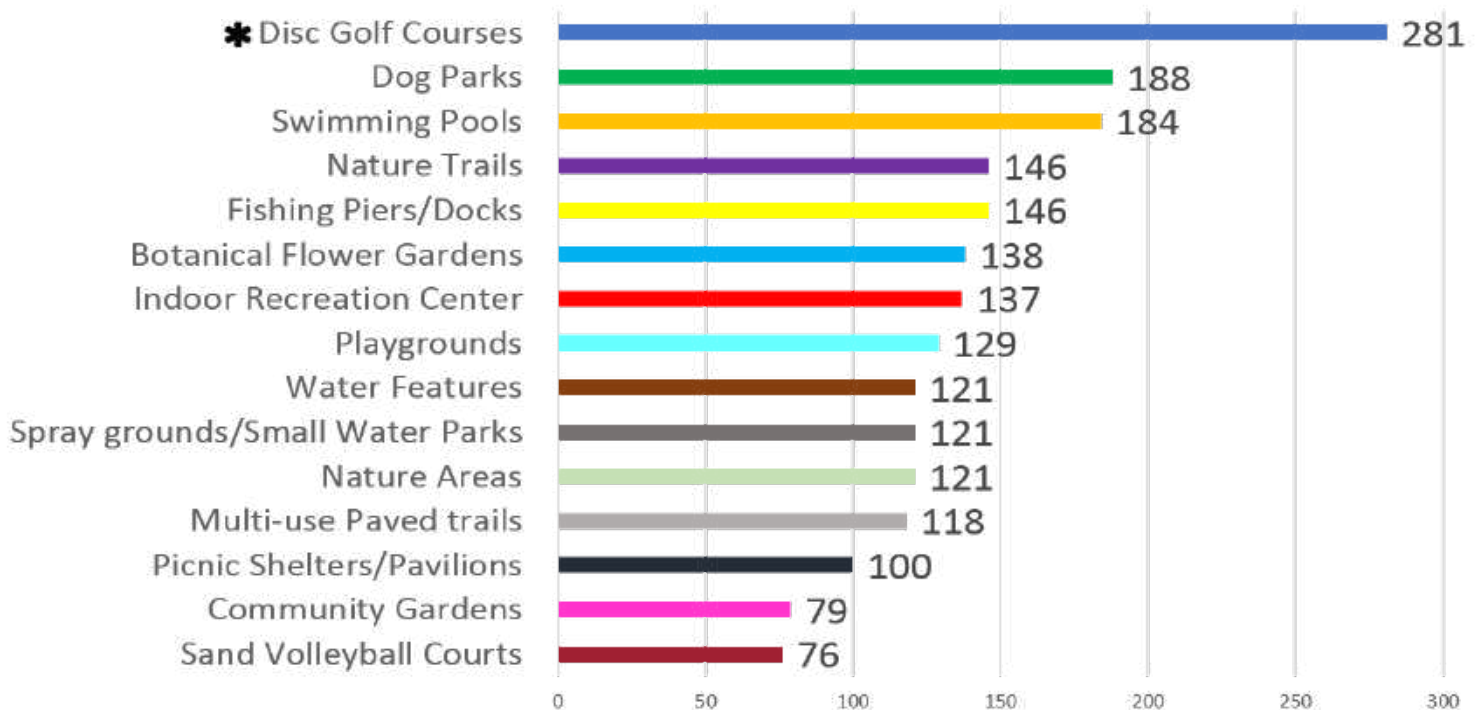 ✱ Disc Golf Courses 281
Dog Parks 188
Swimming Pools 184
Nature Trails 146
Fishing Piers/Docks 146
Botanical Flower Gardens 138
Indoor Recreation Center 137
Playgrounds 129
Water Features 121
Spray grounds/Small Water Parks 121
Nature Areas 121
Multi-use Paved trails 118
Picnic Shelters/Pavilions 100
Community Gardens 79
Sand Volleyball Courts 76
0 50 100 150 200 250 300